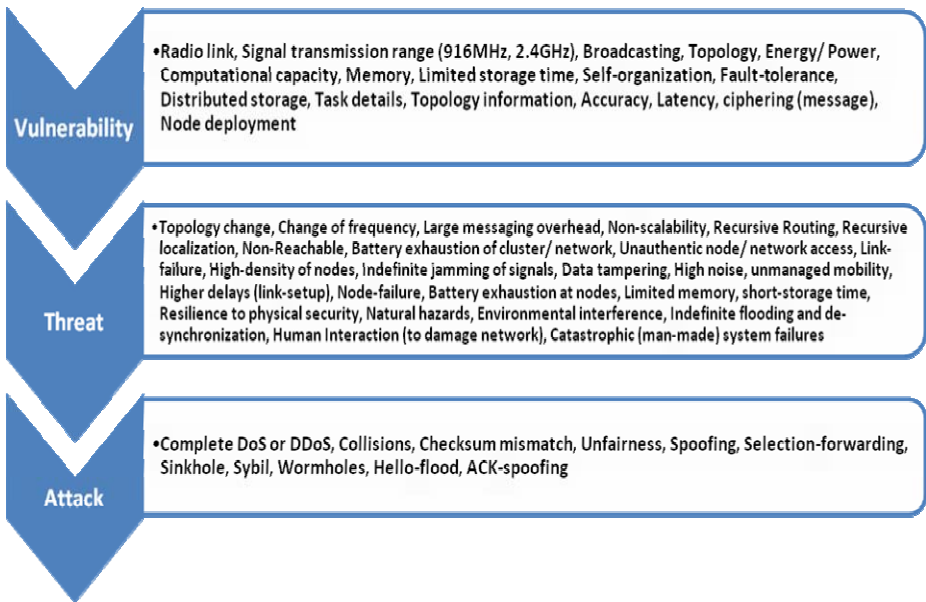 Vulnerability
•Radio link, Signal transmission range (916MHz, 2.4GHz), Broadcasting, Topology, Energy/ Power,
Computational capacity, Memory, Limited storage time, Self-organization, Fault-tolerance,
Distributed storage, Task details, Topology information, Accuracy, Latency, ciphering (message),
Node deployment
Threat
•Topology change, Change of frequency, Large messaging overhead, Non-scalability, Recursive Routing, Recursive
localization, Non-Reachable, Battery exhaustion of cluster/ network, Unauthentic node/ network access, Link-
failure, High-density of nodes, Indefinite jamming of signals, Data tampering, High noise, unmanaged mobility,
Higher delays (link-setup), Node-failure, Battery exhaustion at nodes, Limited memory, short-storage time,
Resilience to physical security, Natural hazards, Environmental interference, Indefinite flooding and de-
synchronization, Human Interaction (to damage network), Catastrophic (man-made) system failures
Attack
•Complete DoS or DDoS, Collisions, Checksum mismatch, Unfairness, Spoofing, Selection-forwarding,
Sinkhole, Sybil, Wormholes, Hello-flood, ACK-spoofing